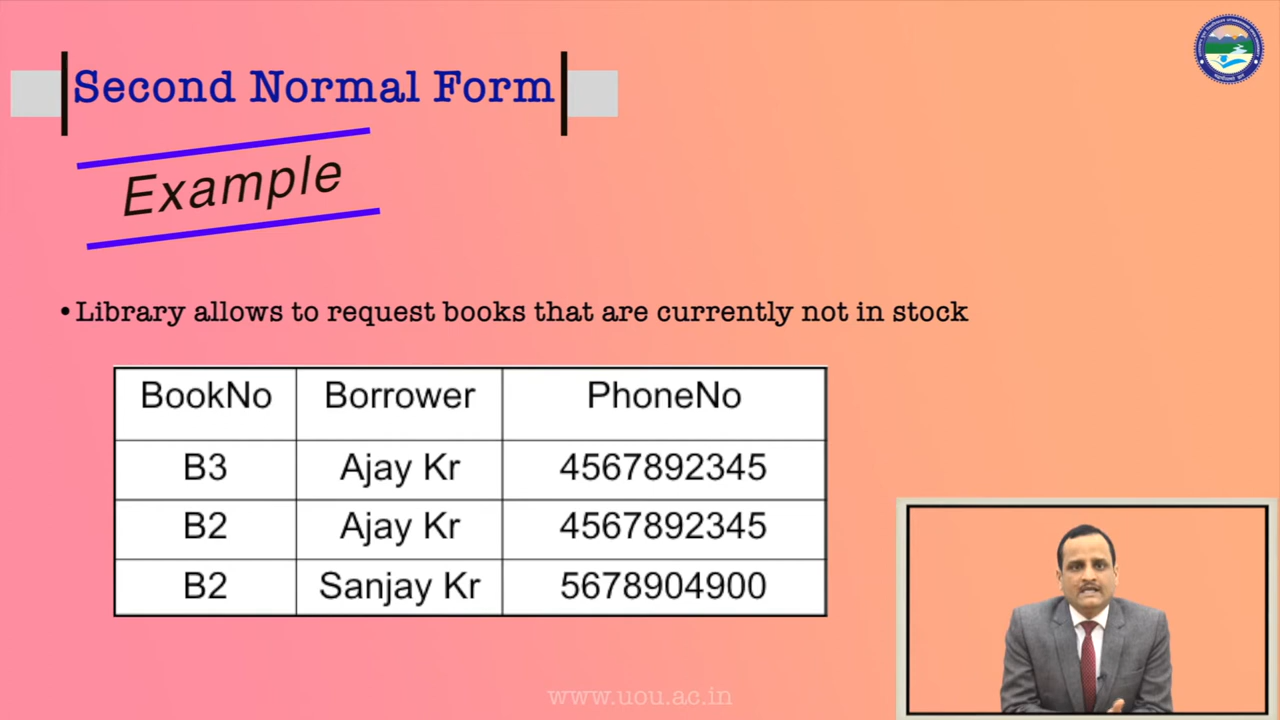 Second Normal Form
Example
• Library allows to request books that are currently not in stock
BookNo Borrower PhoneNo
B3 Ajay Kr 4567892345
B2 Ajay Kr 4567892345
B2 Sanjay Kr 5678904900
www.uou.ac.in